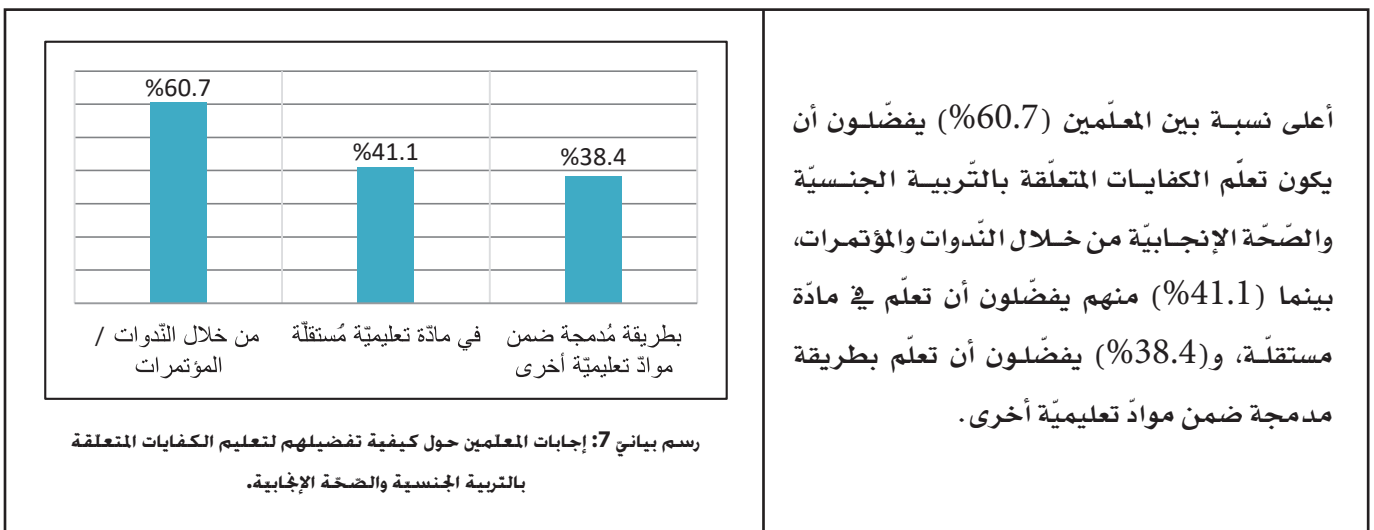 أعلى نسبة بين المعلّمين (60.7%) يفضّلون أن
يكون تعلّم الكفايات المتعلّقة بالتّربية الجنسيّة
والصّحّة الإنجابيّة من خلال النّدوات والمؤتمرات،
بينما (41.1%) منهم يفضّلون أن تعلّم في مادّة
مستقلّة، و(38.4%) يفضّلون أن تعلّم بطريقة
مدمجة ضمن موادّ تعليميّة أخرى.
%38.4
%41.1
%60.7
بطريقة مُدمجة ضمن
موادّ تعليميّة أخرى
في مادّة تعليميّة مُستقلّة
من خلال النّدوات /
المؤتمرات
رسم بيانيّ 7: إجابات المعلمين حول كيفية تفضيلهم لتعليم الكفايات المتعلقة
بالتّربية الجنسية والصّحّة الإنجابية.